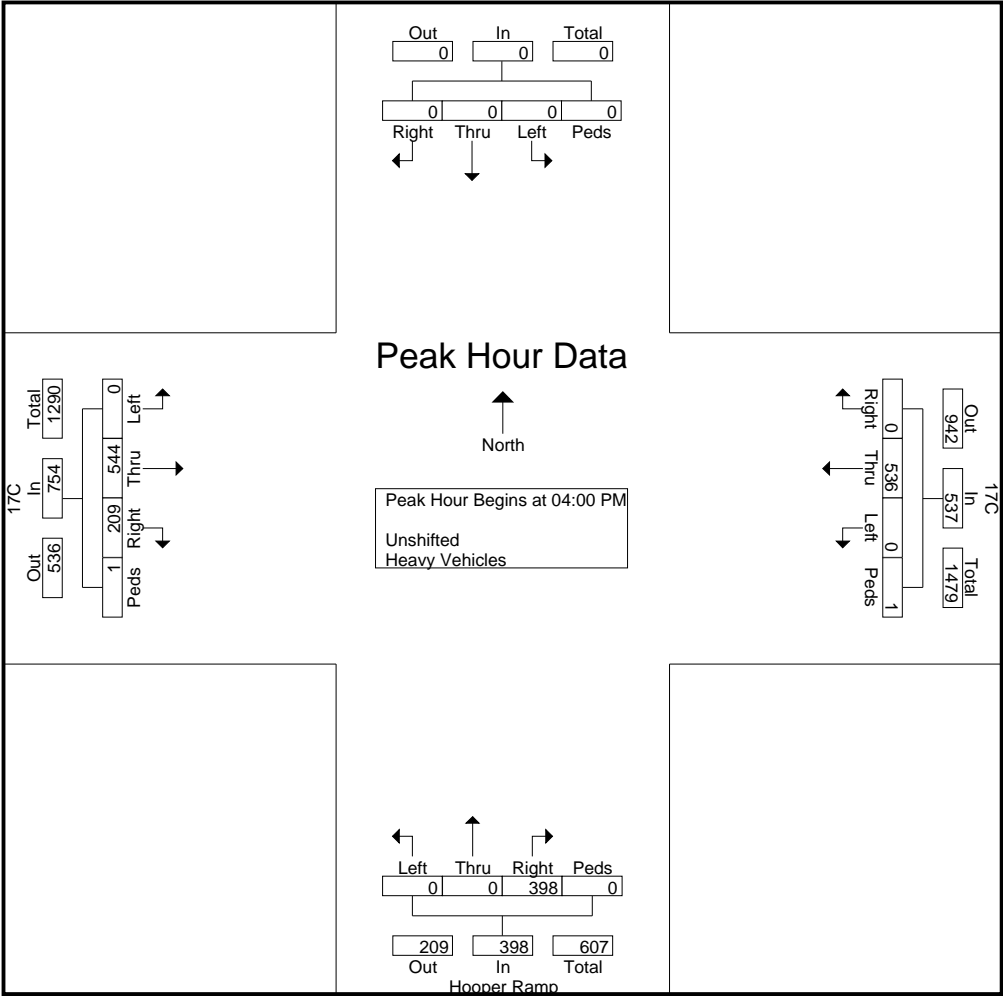 Out In Total
0 0 0
0 0 0 0
Right Thru Left Peds
Peak Hour Data
North
Peak Hour Begins at 04:00 PM
Unshifted
Heavy Vehicles
17C
Total In Out
1290 754 536
0 544 209 1
Left Thru Right Peds
17C
Out In Total
942 537 1479
Right Thru Left Peds
0 536 0 1
Left Thru Right Peds
0 0 398 0
209 398 607
Out In Total
Hooper Ramp